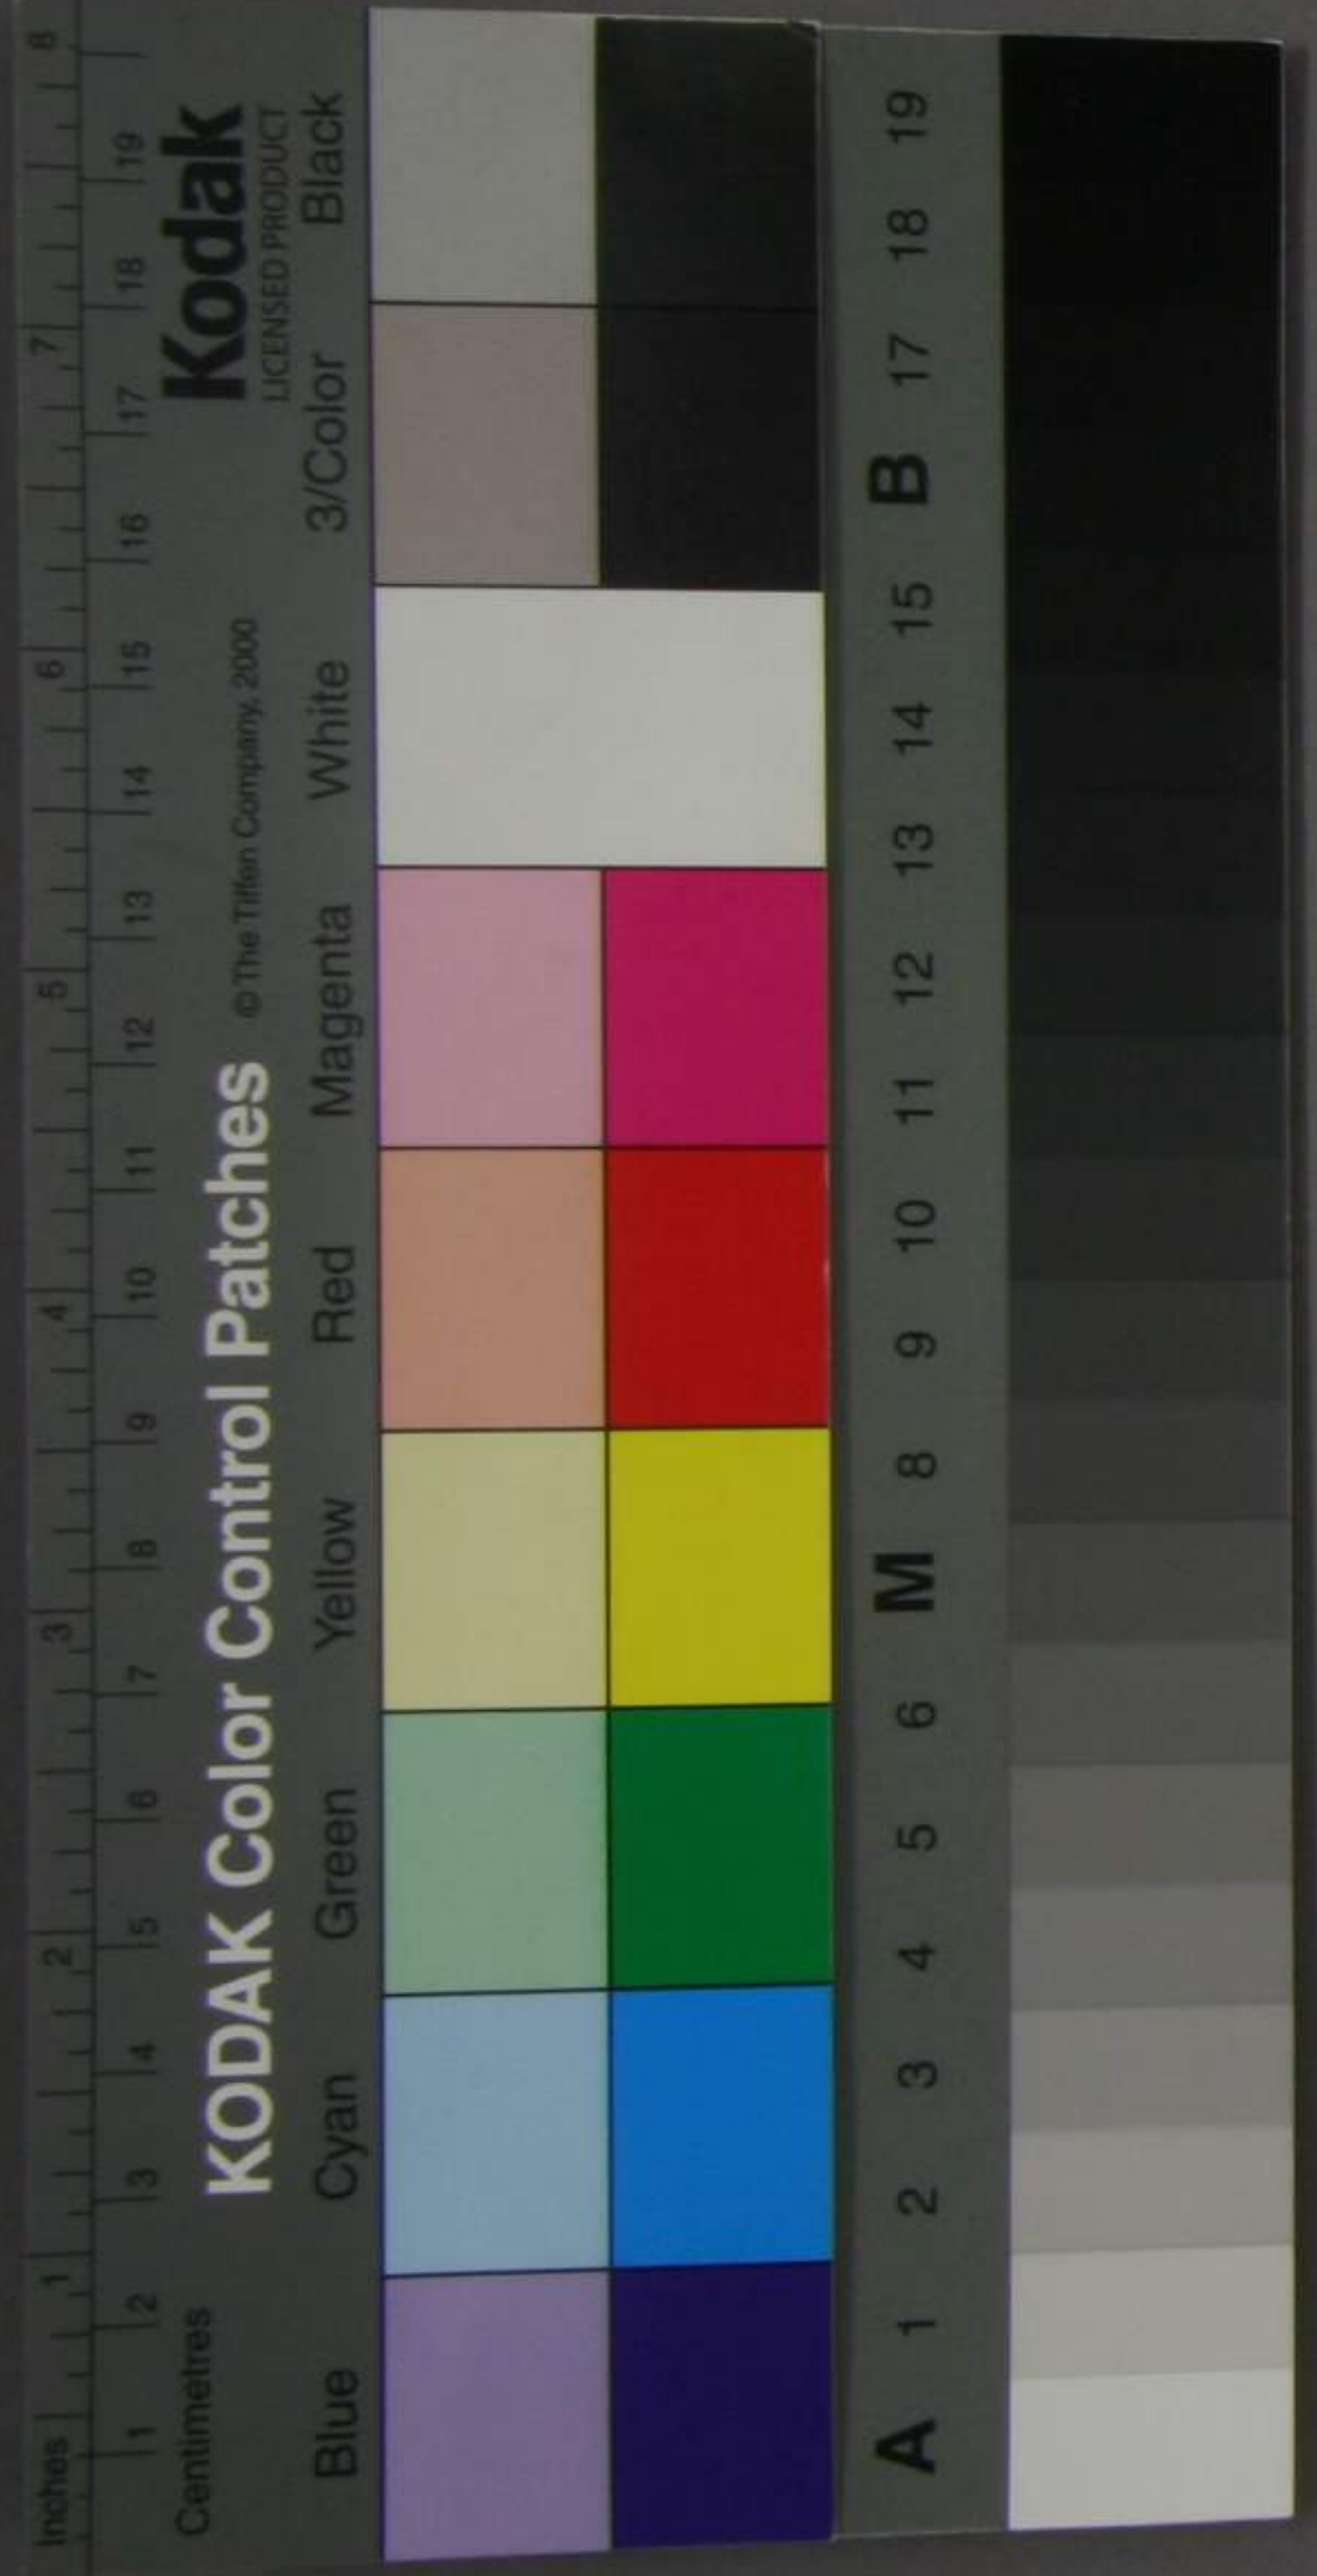 Inches 1 2 3 4 5 6 7 8
Centimetres 1 2 3 4 5 6 7 8 9 10 11 12 13 14 15 16 17 18 19
KODAK Color Control Patches © The Tiffen Company, 2000 Kodak
LICENSED PRODUCT
Blue Cyan Green Yellow Red Magenta White 3/Color Black
A 1 2 3 4 5 6 M 8 9 10 11 12 13 14 15 B 17 18 19